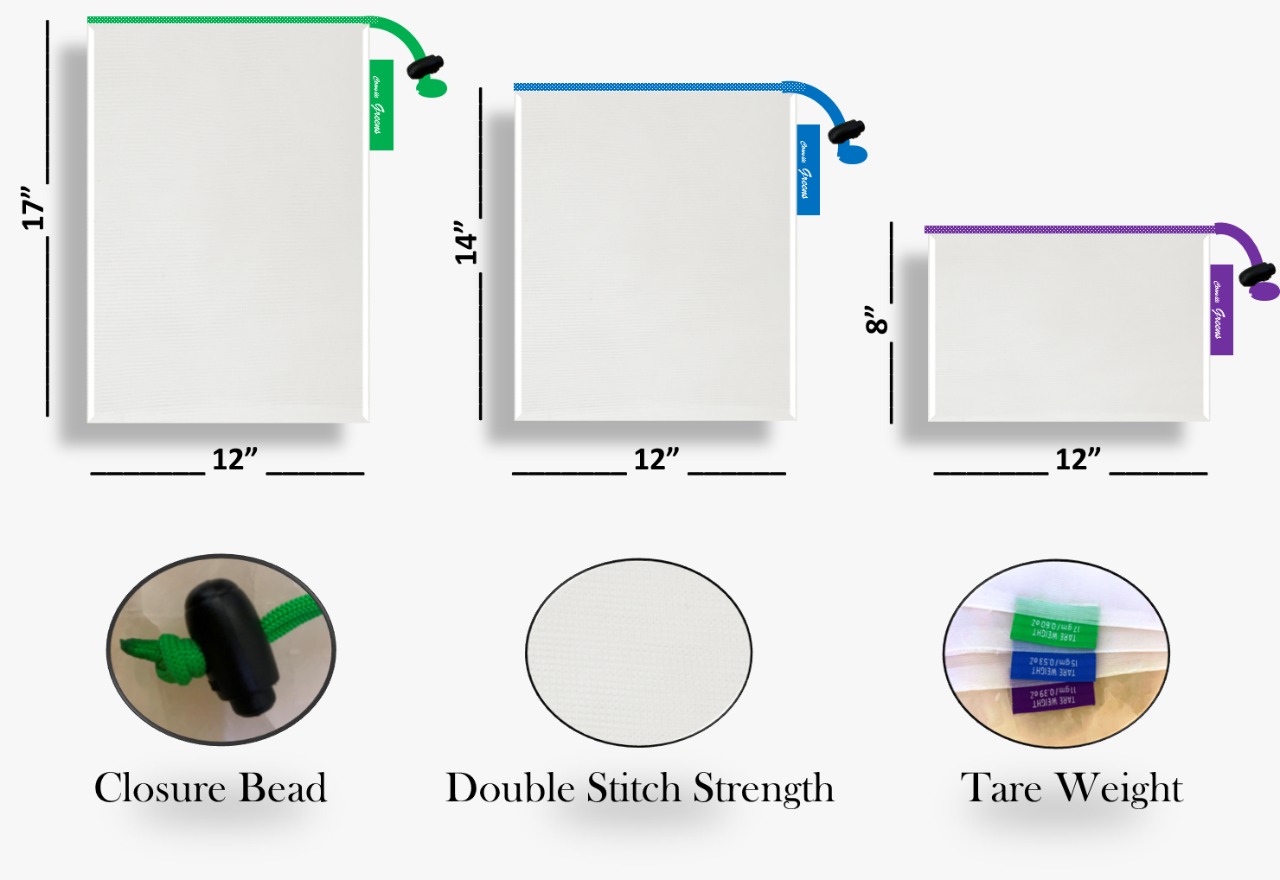 17”
14”
8”
Greens
Greens
Greens
12”
12”
12”
TARE WEIGHT
17gm/0.60oz
TARE WEIGHT
15gm/0.53oz
TARE WEIGHT
11gm/0.39oz
Closure Bead
Double Stitch Strength
Tare Weight